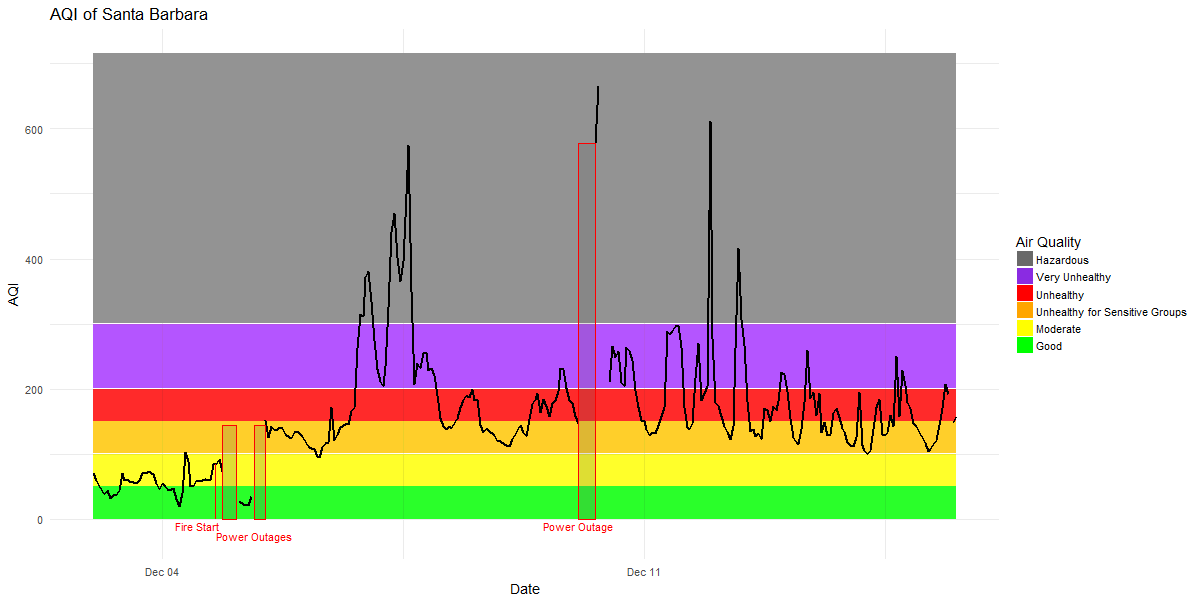 AQI of Santa Barbara
600
400
200
0
AQI
Fire Start
Power Outages
Power Outage
Dec 04
Dec 11
Date
Air Quality
Hazardous
Very Unhealthy
Unhealthy
Unhealthy for Sensitive Groups
Moderate
Good